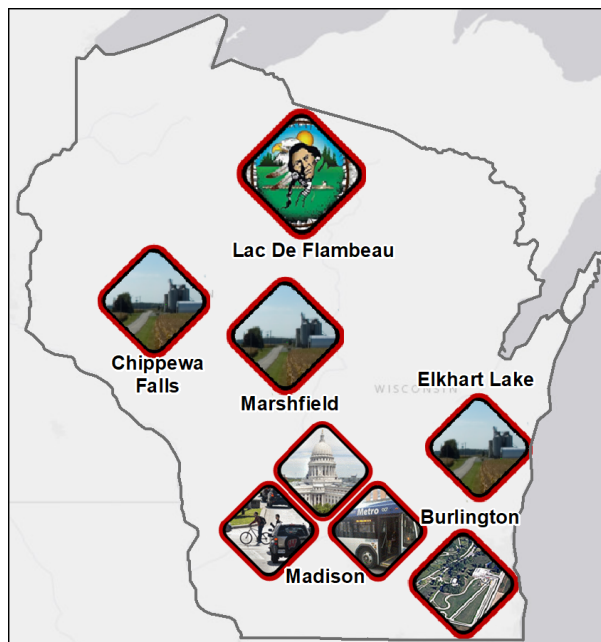 Lac De Flambeau
Chippewa
Falls
Marshfield
WISCONSIN
Elkhart Lake
Metro
Burlington
Madison